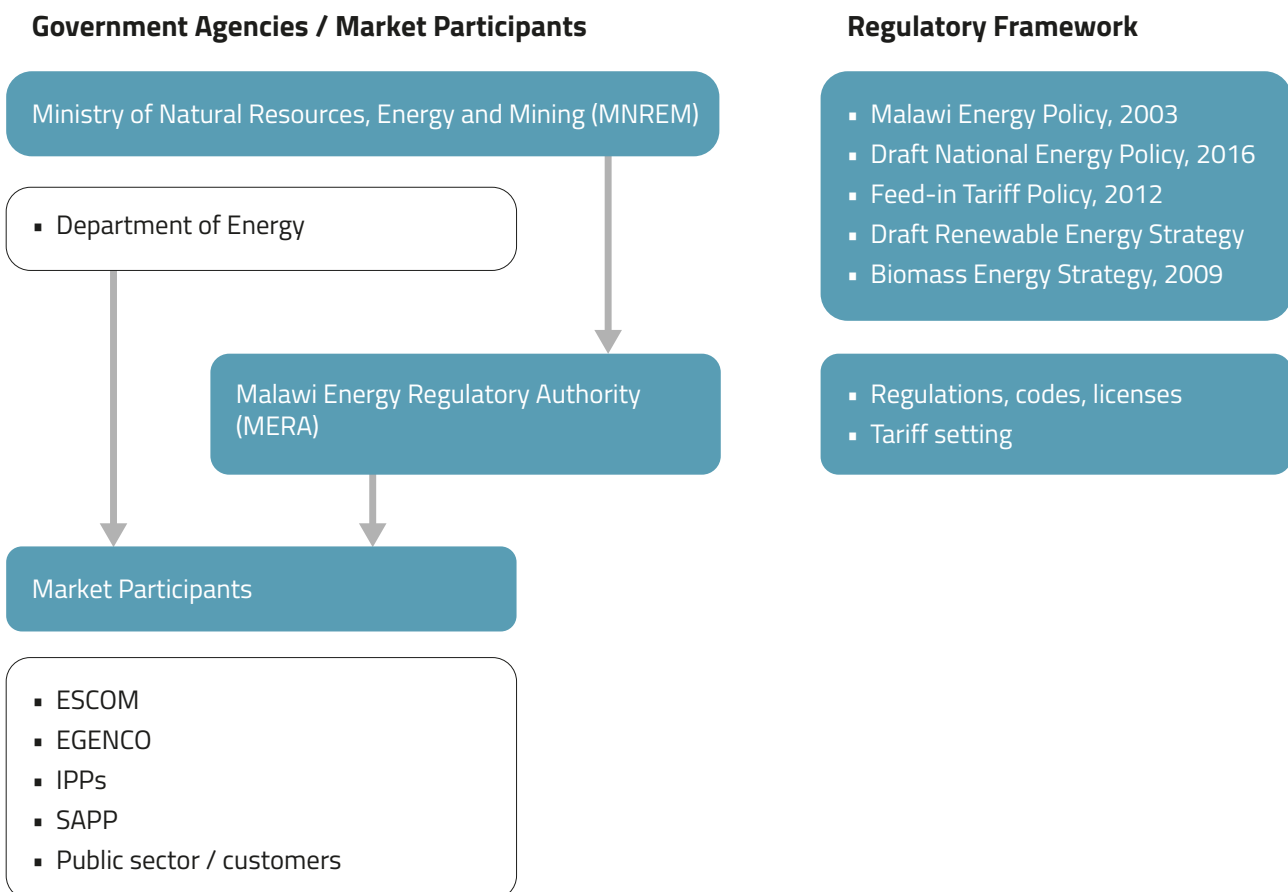 Government Agencies / Market Participants
Ministry of Natural Resources, Energy and Mining (MNREM)
▪ Department of Energy
Malawi Energy Regulatory Authority
(MERA)
Market Participants
▪ ESCOM
▪ EGENCO
▪ IPPs
▪ SAPP
▪ Public sector / customers
Regulatory Framework
▪ Malawi Energy Policy, 2003
▪ Draft National Energy Policy, 2016
▪ Feed-in Tariff Policy, 2012
▪ Draft Renewable Energy Strategy
▪ Biomass Energy Strategy, 2009
▪ Regulations, codes, licenses
▪ Tariff setting